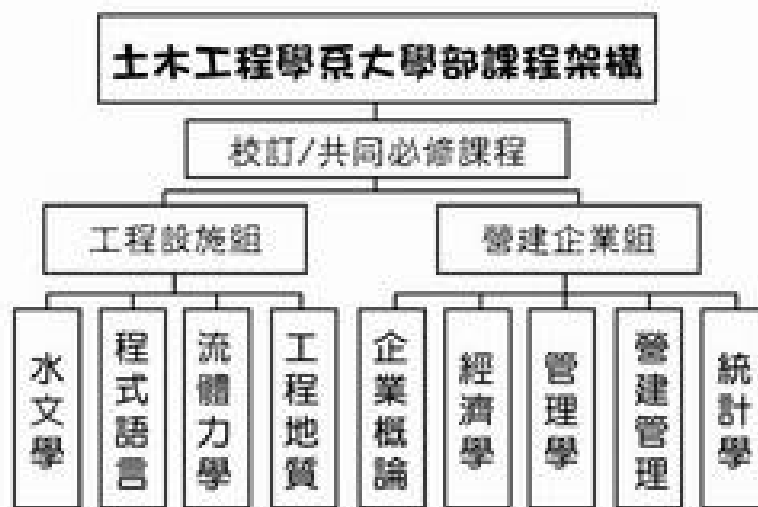 土木工程學系大學部課程架構
校訂/共同必修課程
工程設施組
營建企業組
水文學
程式語言
流體力學
工程地質
企業概論
經濟學
管理學
營建管理
統計學